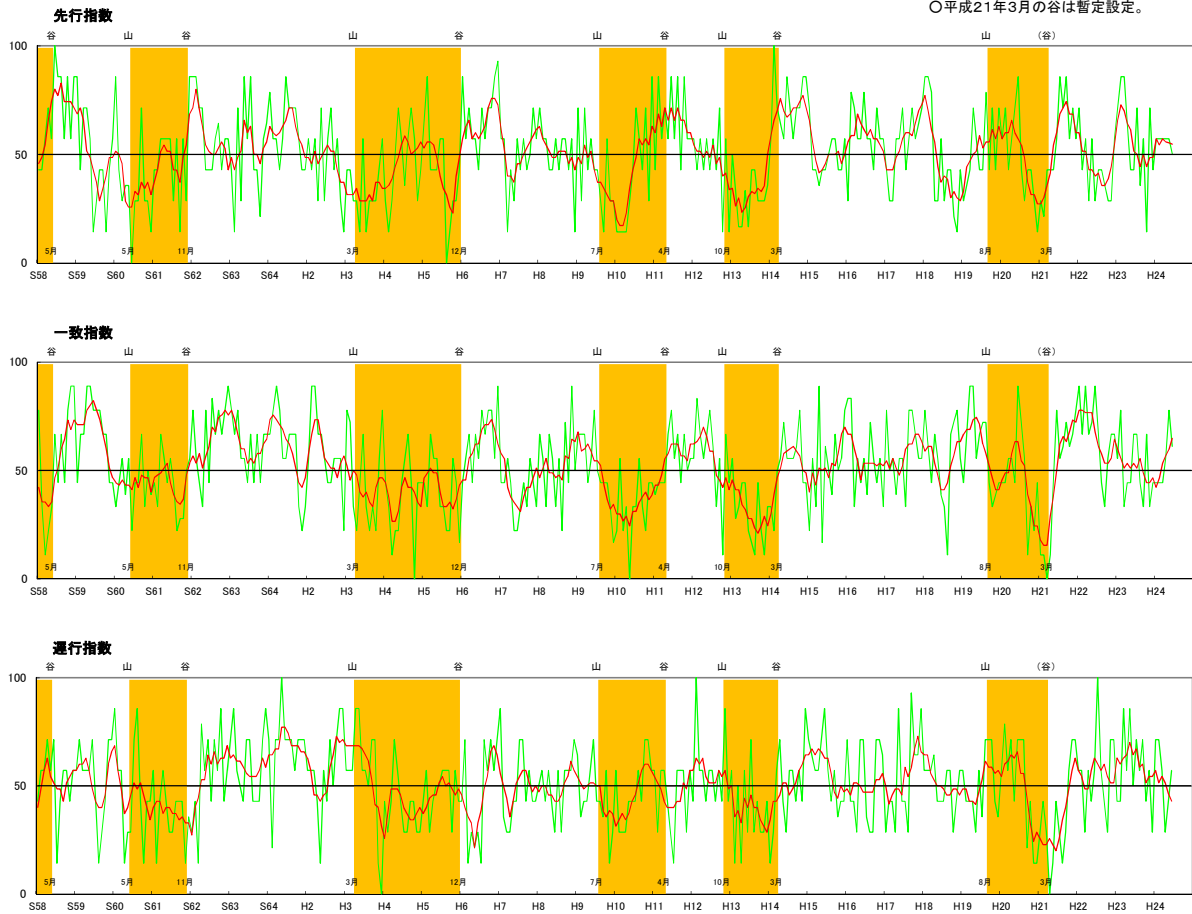 〇平成21年3月の谷は暫定設定。
先行指数
谷 山 谷 山 谷 山 谷 山 谷 山 (谷)
100
50
5月 5月 11月 3月 12月 7月 4月 10月 3月 8月 3月
0
S58 S59 S60 S61 S62 S63 S64 H2 H3 H4 H5 H6 H7 H8 H9 H10 H11 H12 H13 H14 H15 H16 H17 H18 H19 H20 H21 H22 H23 H24
一致指数
谷 山 谷 山 谷 山 谷 山 谷 山 (谷)
100
50
5月 5月 11月 3月 12月 7月 4月 10月 3月 8月 3月
0
S58 S59 S60 S61 S62 S63 S64 H2 H3 H4 H5 H6 H7 H8 H9 H10 H11 H12 H13 H14 H15 H16 H17 H18 H19 H20 H21 H22 H23 H24
遅行指数
谷 山 谷 山 谷 山 谷 山 谷 山 (谷)
100
50
5月 5月 11月 3月 12月 7月 4月 10月 3月 8月 3月
0
S58 S59 S60 S61 S62 S63 S64 H2 H3 H4 H5 H6 H7 H8 H9 H10 H11 H12 H13 H14 H15 H16 H17 H18 H19 H20 H21 H22 H23 H24